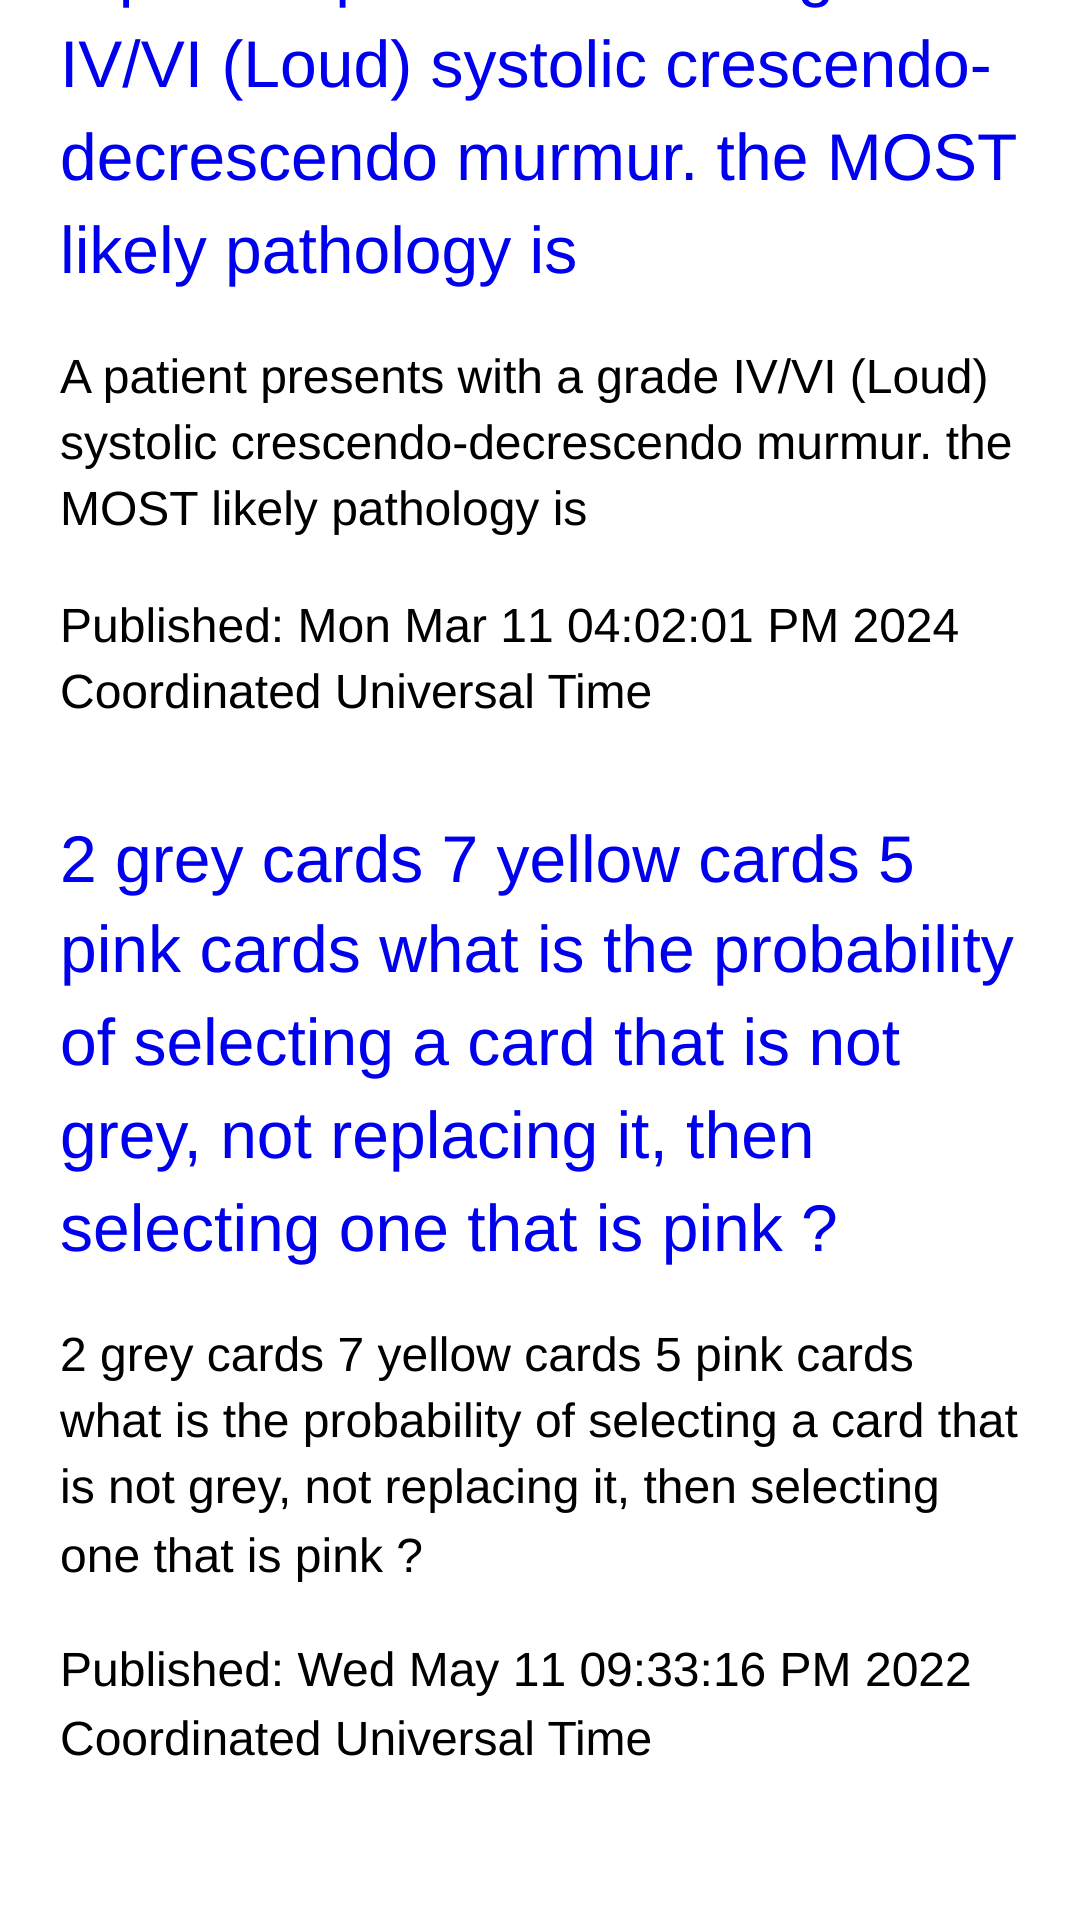 IV/VI (Loud) systolic crescendo-
decrescendo murmur. the MOST
likely pathology is
A patient presents with a grade IV/VI (Loud)
systolic crescendo-decrescendo murmur. the
MOST likely pathology is
Published: Mon Mar 11 04:02:01 PM 2024
Coordinated Universal Time
2 grey cards 7 yellow cards 5
pink cards what is the probability
of selecting a card that is not
grey, not replacing it, then
selecting one that is pink ?
2 grey cards 7 yellow cards 5 pink cards
what is the probability of selecting a card that
is not grey, not replacing it, then selecting
one that is pink ?
Published: Wed May 11 09:33:16 PM 2022
Coordinated Universal Time